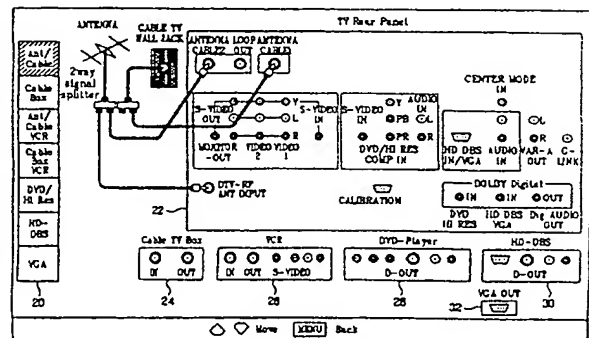 TV Rear Panel
ANTENNA
CABLE TV
WALL JACK
ANTENNA LOOP ANTENNA
CABLE2 OUT CABLE1
2way
signal
splitter
Ant/
Cable
Cable
Box
Ant/
Cable
VCR
Cable
Box
VCR
DVD/
HI Res
HD-
DBS
VGA
20
S-VIDEO
OUT
Y
L
R
S-VIDEO
IN
MONITOR
-OUT
VIDEO
2
VIDEO
1
S-VIDEO
IN
Y
AUDIO
IN
PB
L
PR
R
DVD/HI RES
COMP IN
CENTER MODE
IN
L
R
HD DBS
IN/VGA
AUDIO
IN
VAR-A
OUT
G-
LINK
DTV-RF
ANT INPUT
22
CALIBRATION
DOLBY Digital
IN
IN
OUT
DVD
HI RES
HD DBS
VGA
Dig AUDIO
OUT
Cable TV Box
IN OUT
24
VCR
IN OUT S-VIDEO
26
DVD-Player
D-OUT
28
HD-DBS
D-OUT
30
VGA OUT
32
Move MENU Back